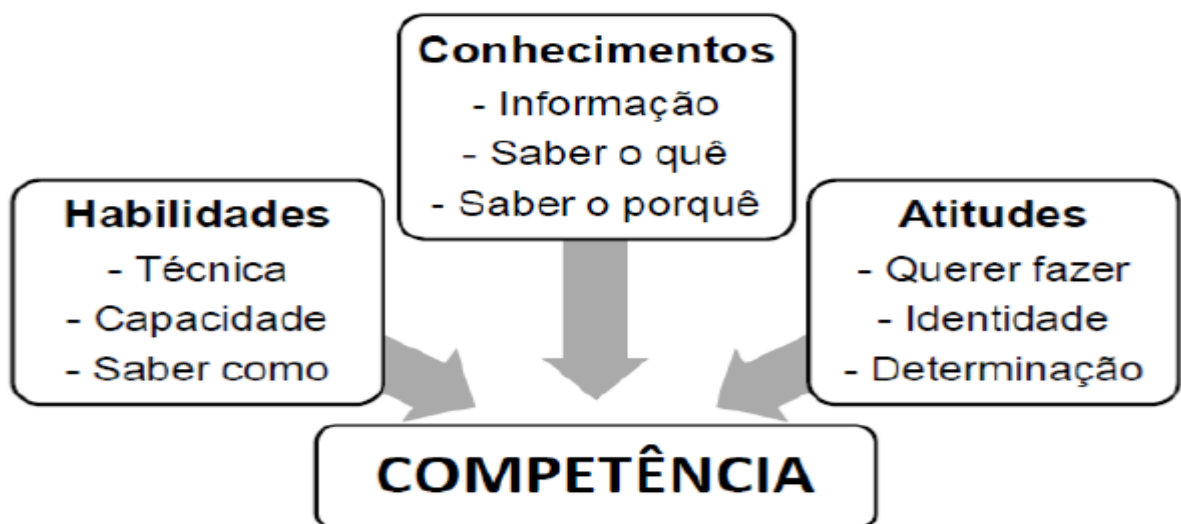 Conhecimentos
- Informação
- Saber o quê
- Saber o porquê
Habilidades
- Técnica
- Capacidade
- Saber como
Atitudes
- Querer fazer
- Identidade
- Determinação
COMPETÊNCIA